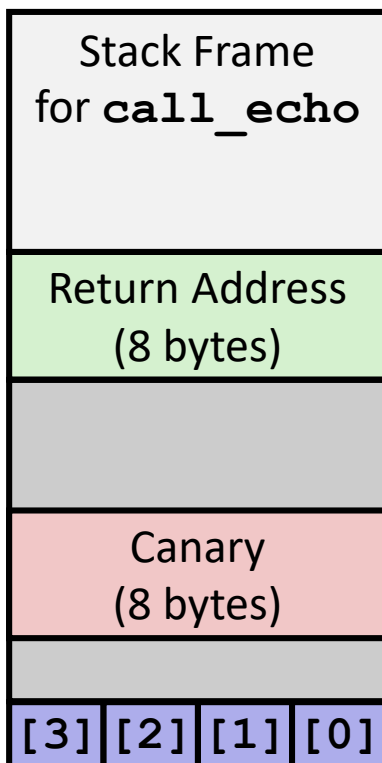 Stack Frame
for call_echo
Return Address
(8 bytes)
Canary
(8 bytes)
[3] [2] [1] [0]